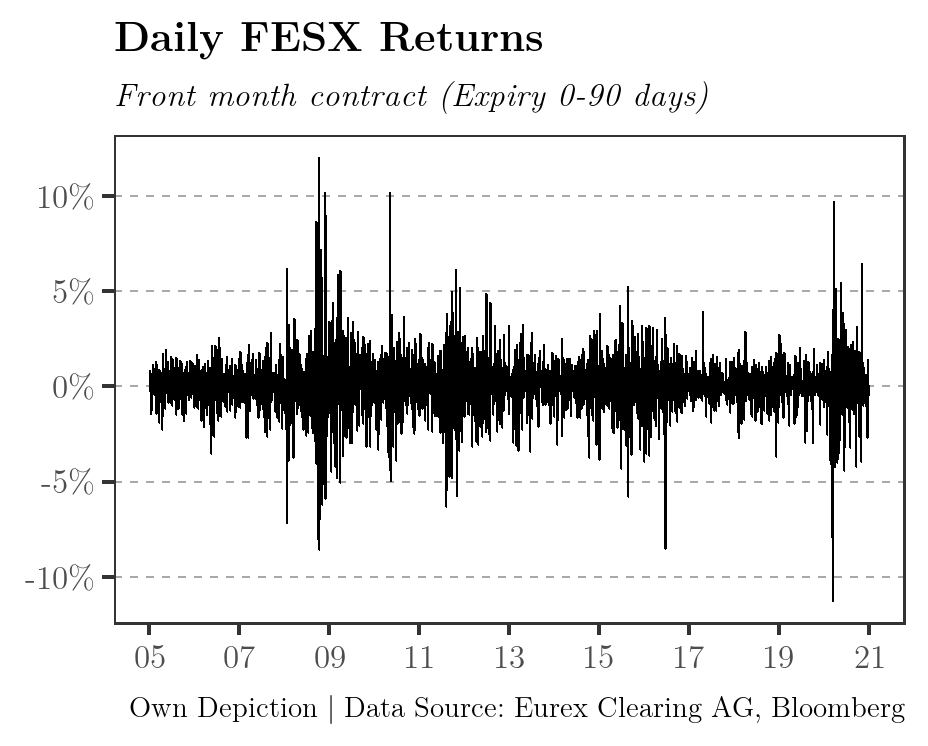 Daily FESX Returns
Front month contract (Expiry 0-90 days)
10%
5%
0%
-5%
-10%
05 07 09 11 13 15 17 19 21
Own Depiction | Data Source: Eurex Clearing AG, Bloomberg